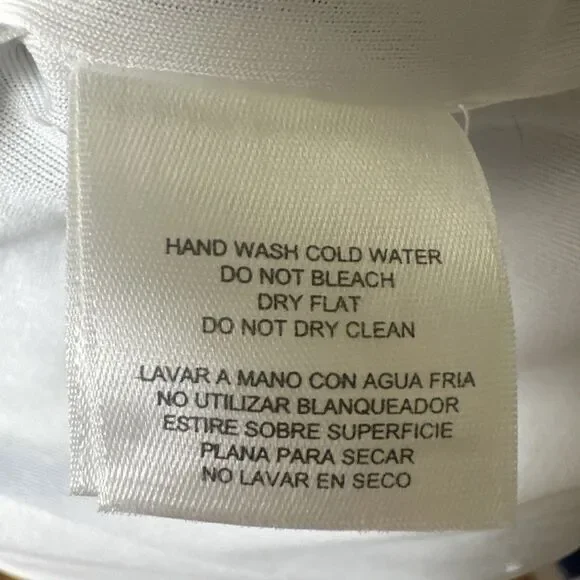 HAND WASH COLD WATER
DO NOT BLEACH
DRY FLAT
DO NOT DRY CLEAN
LAVAR A MANO CON AGUA FRIA
NO UTILIZAR BLANQUEADOR
ESTIRE SOBRE SUPERFICIE
PLANA PARA SECAR
NO LAVAR EN SECO